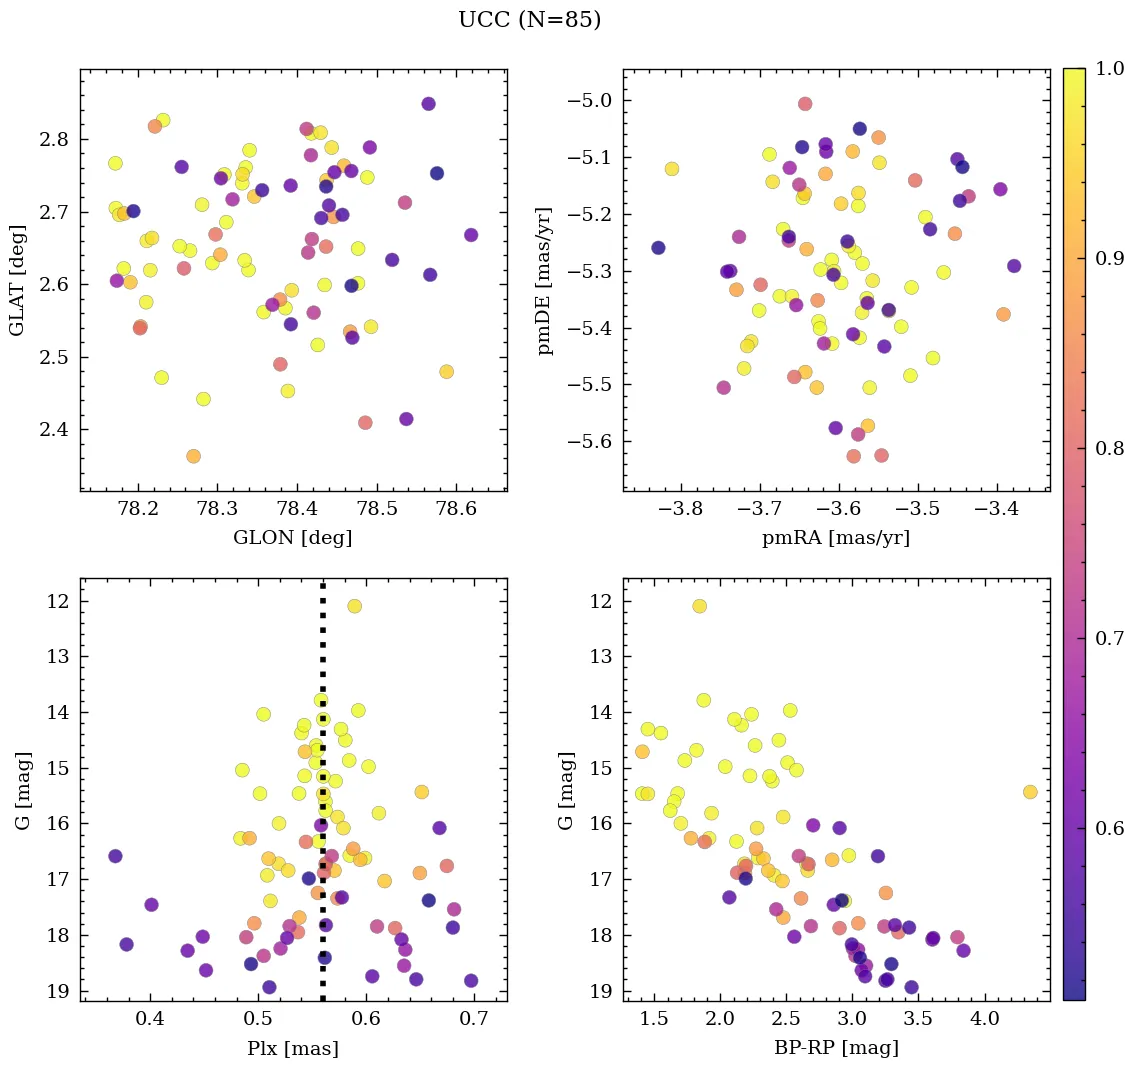 UCC (N=85)
2.8
2.7
2.6
2.5
2.4
GLAT [deg]
78.2 78.3 78.4 78.5 78.6
GLON [deg]
−5.0
−5.1
−5.2
−5.3
−5.4
−5.5
−5.6
pmDE [mas/yr]
−3.8 −3.7 −3.6 −3.5 −3.4
pmRA [mas/yr]
1.0
0.9
0.8
0.7
0.6
12
13
14
15
16
17
18
19
G [mag]
0.4 0.5 0.6 0.7
Plx [mas]
12
13
14
15
16
17
18
19
G [mag]
1.5 2.0 2.5 3.0 3.5 4.0
BP-RP [mag]